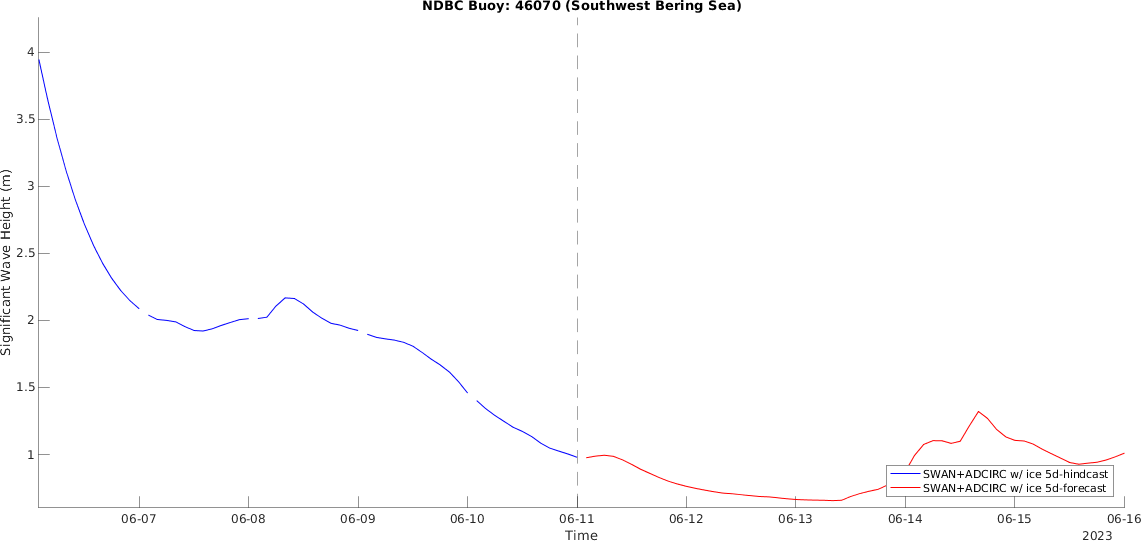 NDBC Buoy: 46070 (Southwest Bering Sea)
Significant Wave Height (m)
4
3.5
3
2.5
2
1.5
1
SWAN+ADCIRC w/ ice 5d-hindcast
SWAN+ADCIRC w/ ice 5d-forecast
06-07 06-08 06-09 06-10 06-11 06-12 06-13 06-14 06-15 06-16
Time
2023